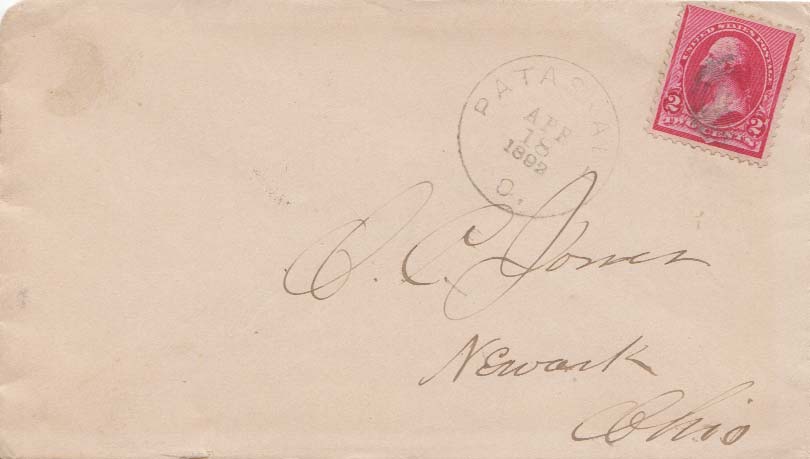 UNITED STATES POSTAGE
2 2
TWO CENTS
PATASKALA
APR
18
1892
O.
C. C. Jones
Newark
Ohio